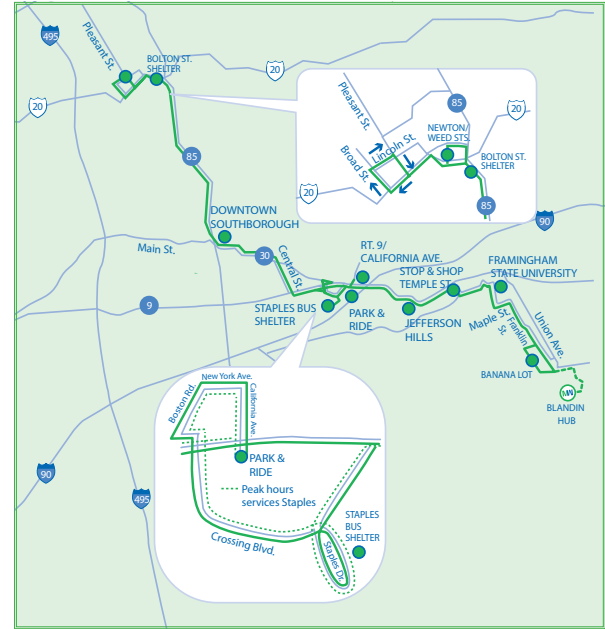 495
Pleasant St.
BOLTON ST.
SHELTER
20
20
85
Pleasant St.
85
20
Lincoln St.
NEWTON/
WEED STS.
Broad St.
BOLTON ST.
SHELTER
20
85
90
DOWNTOWN
SOUTHBOROUGH
Main St.
30
Central St.
RT. 9/
CALIFORNIA AVE.
STOP & SHOP
TEMPLE ST.
FRAMINGHAM
STATE UNIVERSITY
9
STAPLES BUS
SHELTER
PARK &
RIDE
JEFFERSON
HILLS
Maple St.
Franklin
St.
Union Ave.
BANANA LOT
BLANDIN
HUB
New York Ave.
Boston Rd.
California Ave.
PARK &
RIDE
Peak hours
services Staples
STAPLES
BUS
SHELTER
Crossing Blvd.
Staples Dr.
90
495